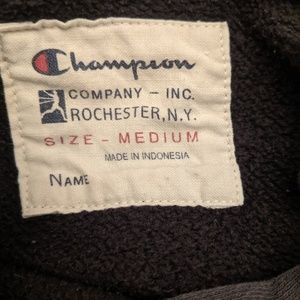 Champion
COMPANY - INC.
ROCHESTER, N.Y.
SIZE - MEDIUM
MADE IN INDONESIA
NAME